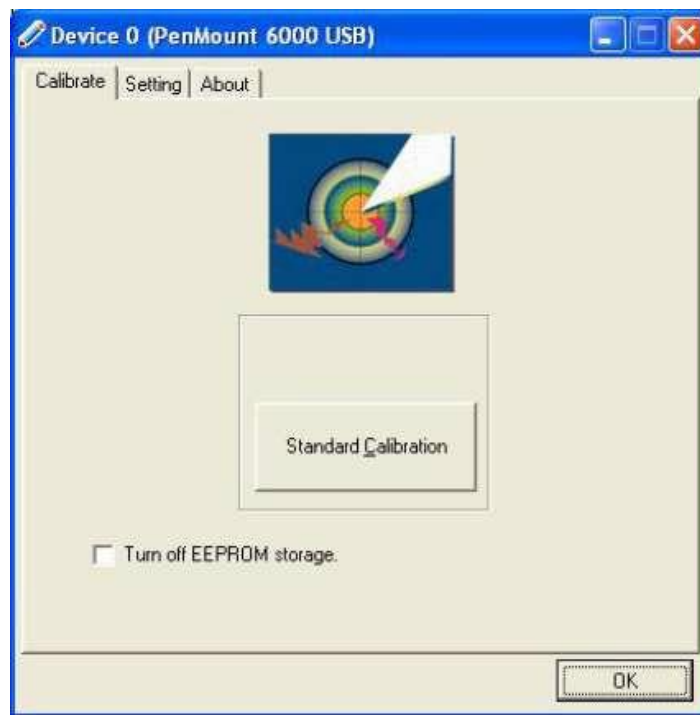 Device 0 (PenMount 6000 USB)
Calibrate Setting About
Standard Calibration
Turn off EEPROM storage.
OK